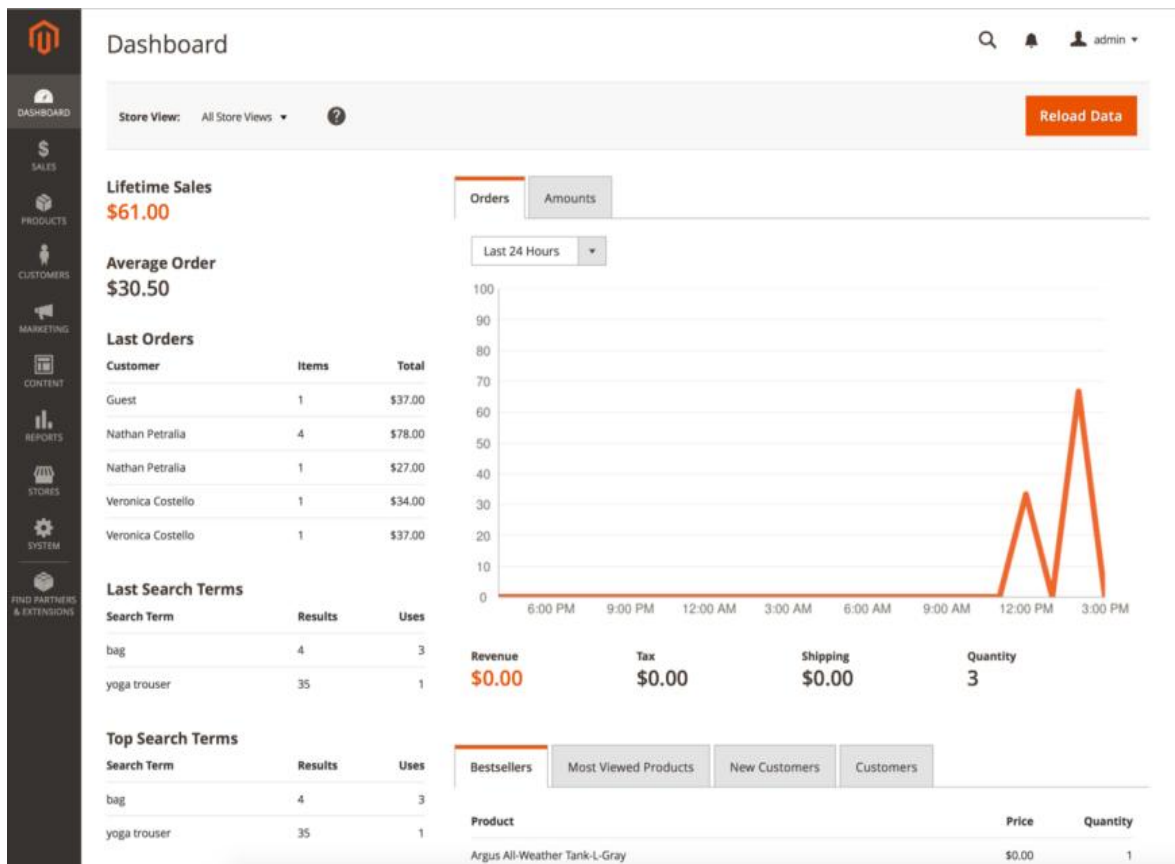 Dashboard
admin
DASHBOARD
SALES
PRODUCTS
CUSTOMERS
MARKETING
CONTENT
REPORTS
STORES
SYSTEM
FIND PARTNERS
& EXTENSIONS
Store View: All Store Views ?
Reload Data
Lifetime Sales
$61.00
Average Order
$30.50
Last Orders
Customer Items Total
Guest 1 $37.00
Nathan Petralia 4 $78.00
Nathan Petralia 1 $27.00
Veronica Costello 1 $34.00
Veronica Costello 1 $37.00
Last Search Terms
Search Term Results Uses
bag 4 3
yoga trouser 35 1
Top Search Terms
Search Term Results Uses
bag 4 3
yoga trouser 35 1
Orders Amounts
Last 24 Hours
100
90
80
70
60
50
40
30
20
10
0
6:00 PM 9:00 PM 12:00 AM 3:00 AM 6:00 AM 9:00 AM 12:00 PM 3:00 PM
Revenue Tax Shipping Quantity
$0.00 $0.00 $0.00 3
Bestsellers Most Viewed Products New Customers Customers
Product Price Quantity
Argus All-Weather Tank-L-Gray $0.00 1